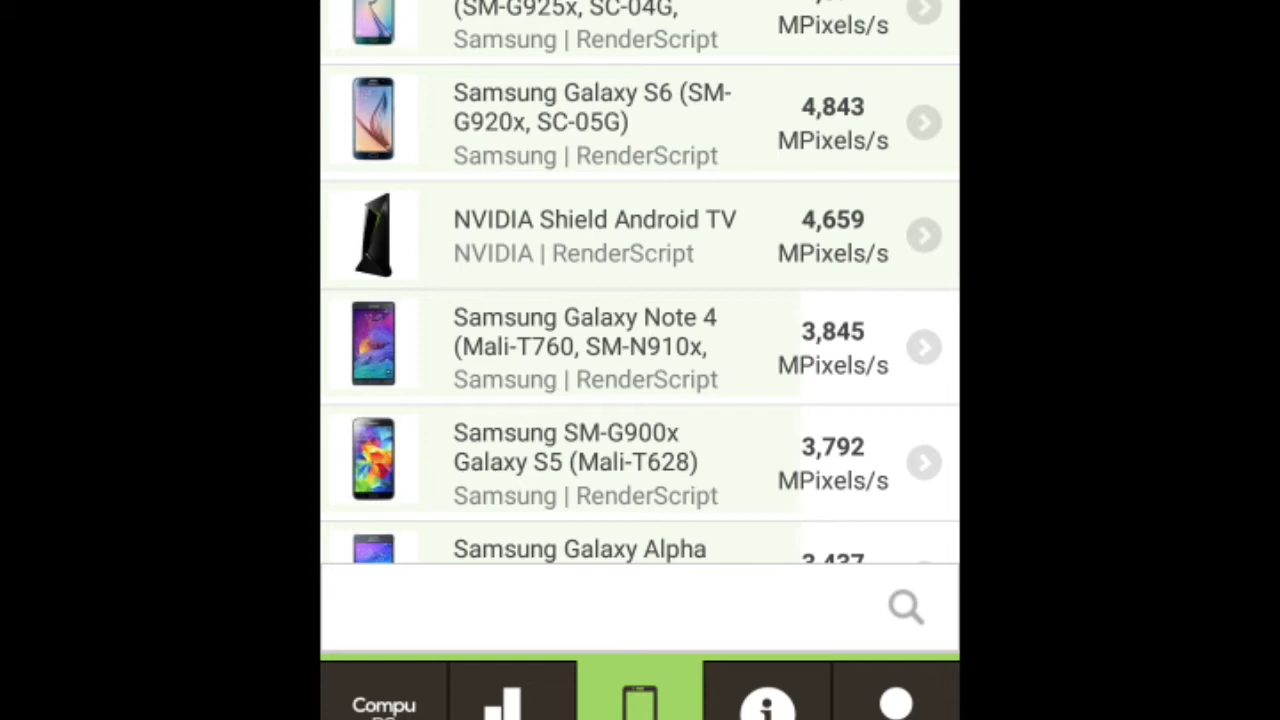 (SM-G925x, SC-04G,
MPixels/s
Samsung | RenderScript
Samsung Galaxy S6 (SM-
G920x, SC-05G)
4,843
MPixels/s
Samsung | RenderScript
NVIDIA Shield Android TV
4,659
NVIDIA | RenderScript
MPixels/s
Samsung Galaxy Note 4
(Mali-T760, SM-N910x,
3,845
MPixels/s
Samsung | RenderScript
Samsung SM-G900x
Galaxy S5 (Mali-T628)
3,792
MPixels/s
Samsung | RenderScript
Samsung Galaxy Alpha
3,437
Compu